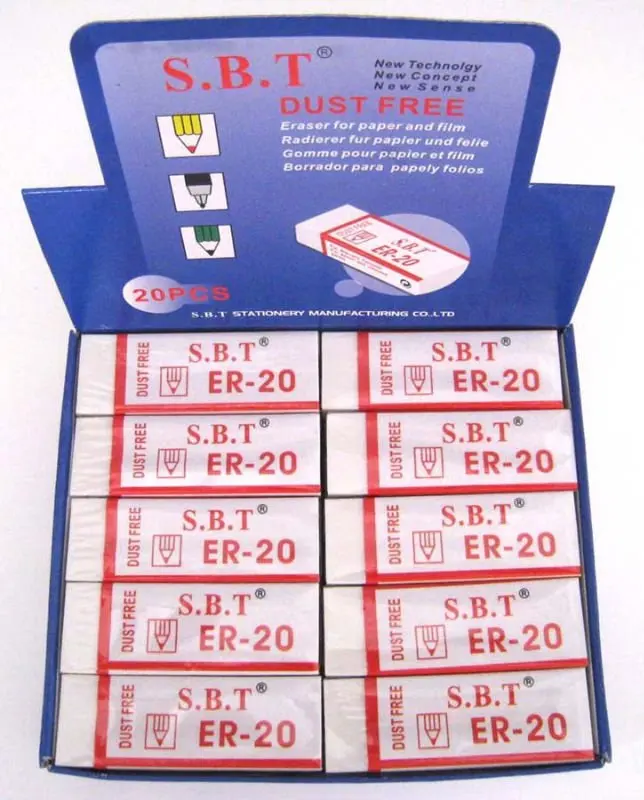 S.B.T®
New Technolgy
New Concept
New Sense
DUST FREE
Eraser for paper and film
Radierer fur papier und felie
Gomme pour papier et film
Borrador para papely folios
DUST FREE
S.B.T
ER-20
20PCS
S.B.T STATIONERY MANUFACTURING CO.,LTD
DUST FREE
S.B.T®
ER-20
DUST FREE
S.B.T®
ER-20
DUST FREE
S.B.T®
ER-20
DUST FREE
S.B.T®
ER-20
DUST FREE
S.B.T®
ER-20
DUST FREE
S.B.T®
ER-20
DUST FREE
S.B.T®
ER-20
DUST FREE
S.B.T®
ER-20
DUST FREE
S.B.T®
ER-20
DUST FREE
S.B.T®
ER-20